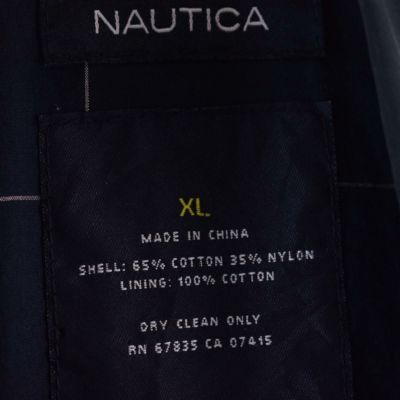 NAUTICA
XL
MADE IN CHINA
SHELL: 65% COTTON 35% NYLON
LINING: 100% COTTON
DRY CLEAN ONLY
RN 67835 CA 07415